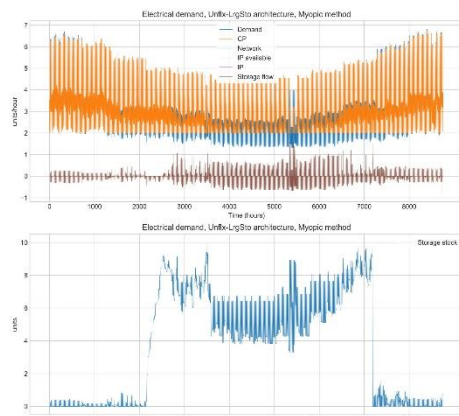 Electrical demand, Unfix-LrgSto architecture, Myopic method
7
6
5
4
3
2
1
0
-1
units/hour
Demand
CP
Network
IP available
IP
Storage flow
0 1000 2000 3000 4000 5000 6000 7000 8000
Time (hours)
Electrical demand, Unfix-LrgSto architecture, Myopic method
10
8
6
4
2
0
units
Storage stock